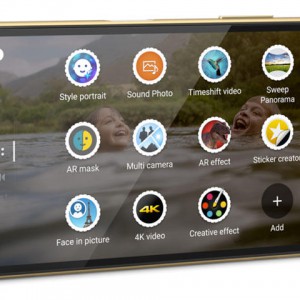 Style portrait
Sound Photo
Timeshift video
Sweep
Panorama
AR mask
Multi camera
AR effect
Sticker creator
Face in picture
4K
4K video
Creative effect
Add